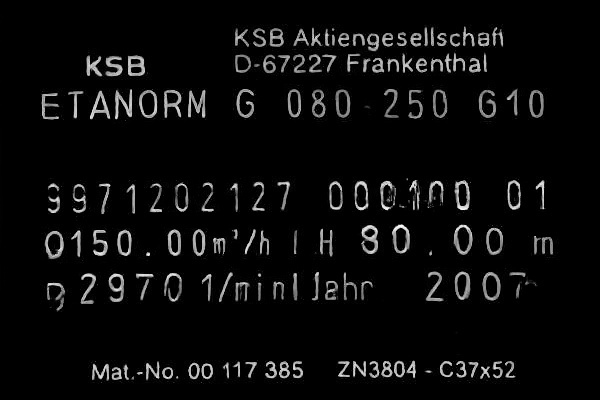 KSB Aktiengesellschaft
KSB D-67227 Frankenthal
ETANORM G 080-250 G10
9971202127 000100 01
Q150.00m³/h | H 80.00 m
n 2970 1/min | Jahr 2007
Mat.-No. 00 117 385 ZN3804 - C37x52